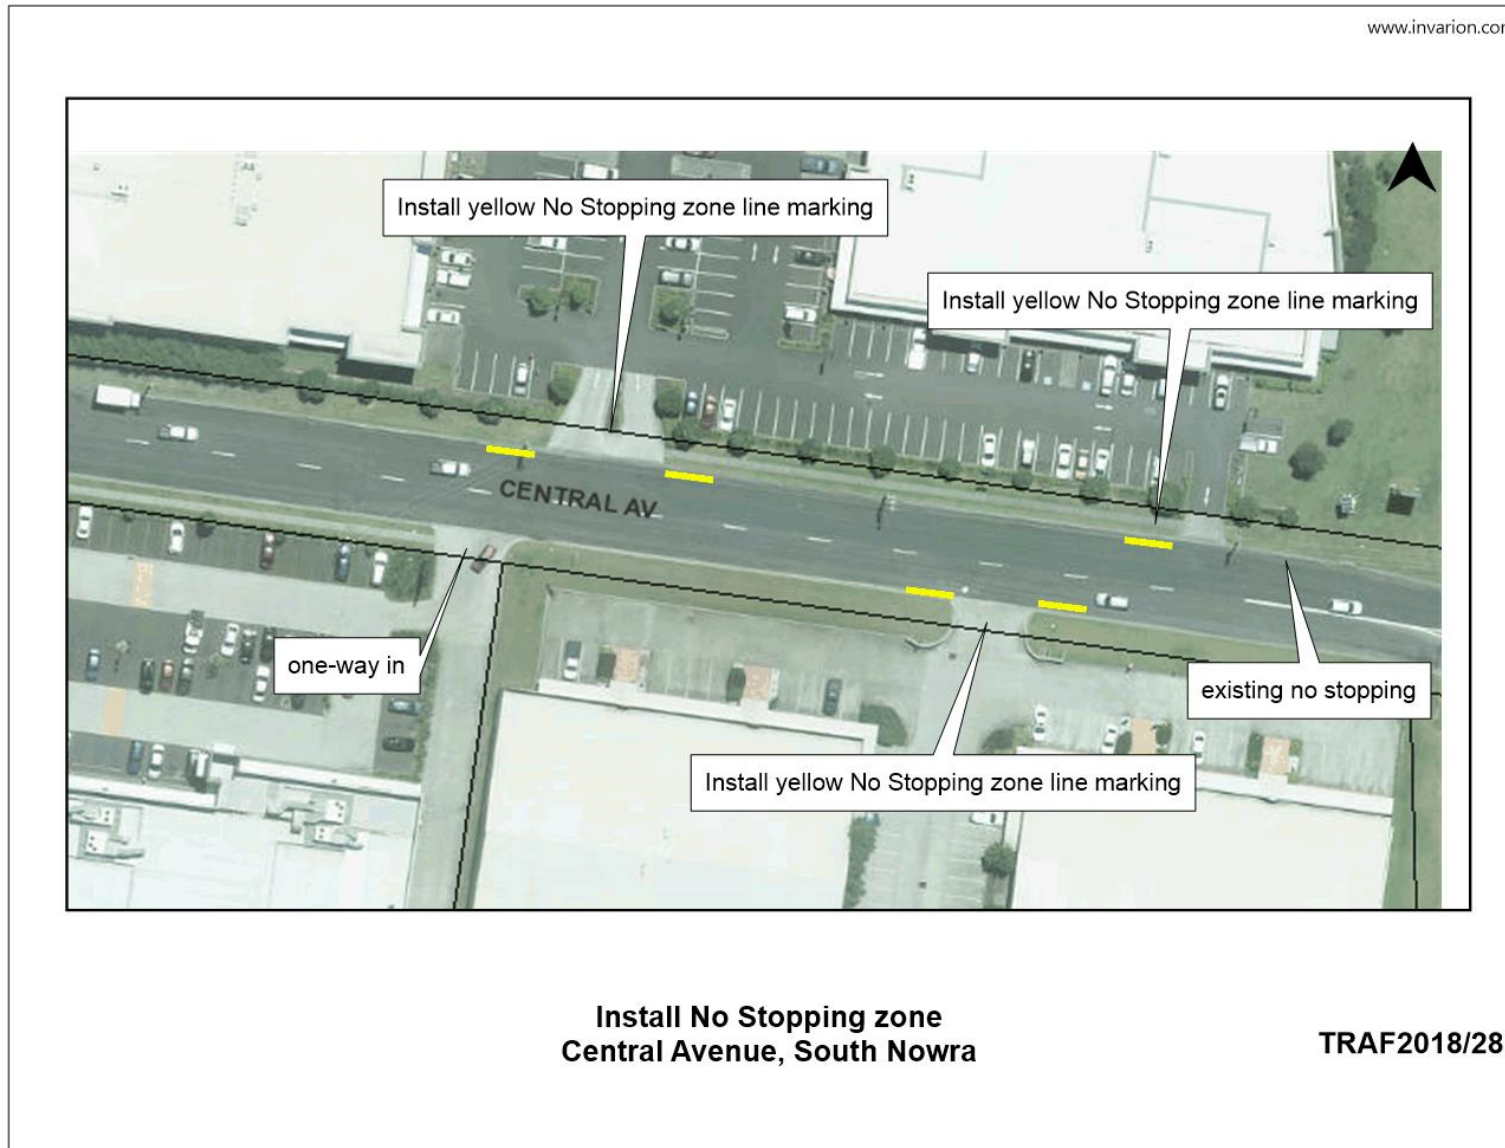 www.invarion.com
Install yellow No Stopping zone line marking
Install yellow No Stopping zone line marking
CENTRAL AV
one-way in
existing no stopping
Install yellow No Stopping zone line marking
Install No Stopping zone
Central Avenue, South Nowra
TRAF2018/28